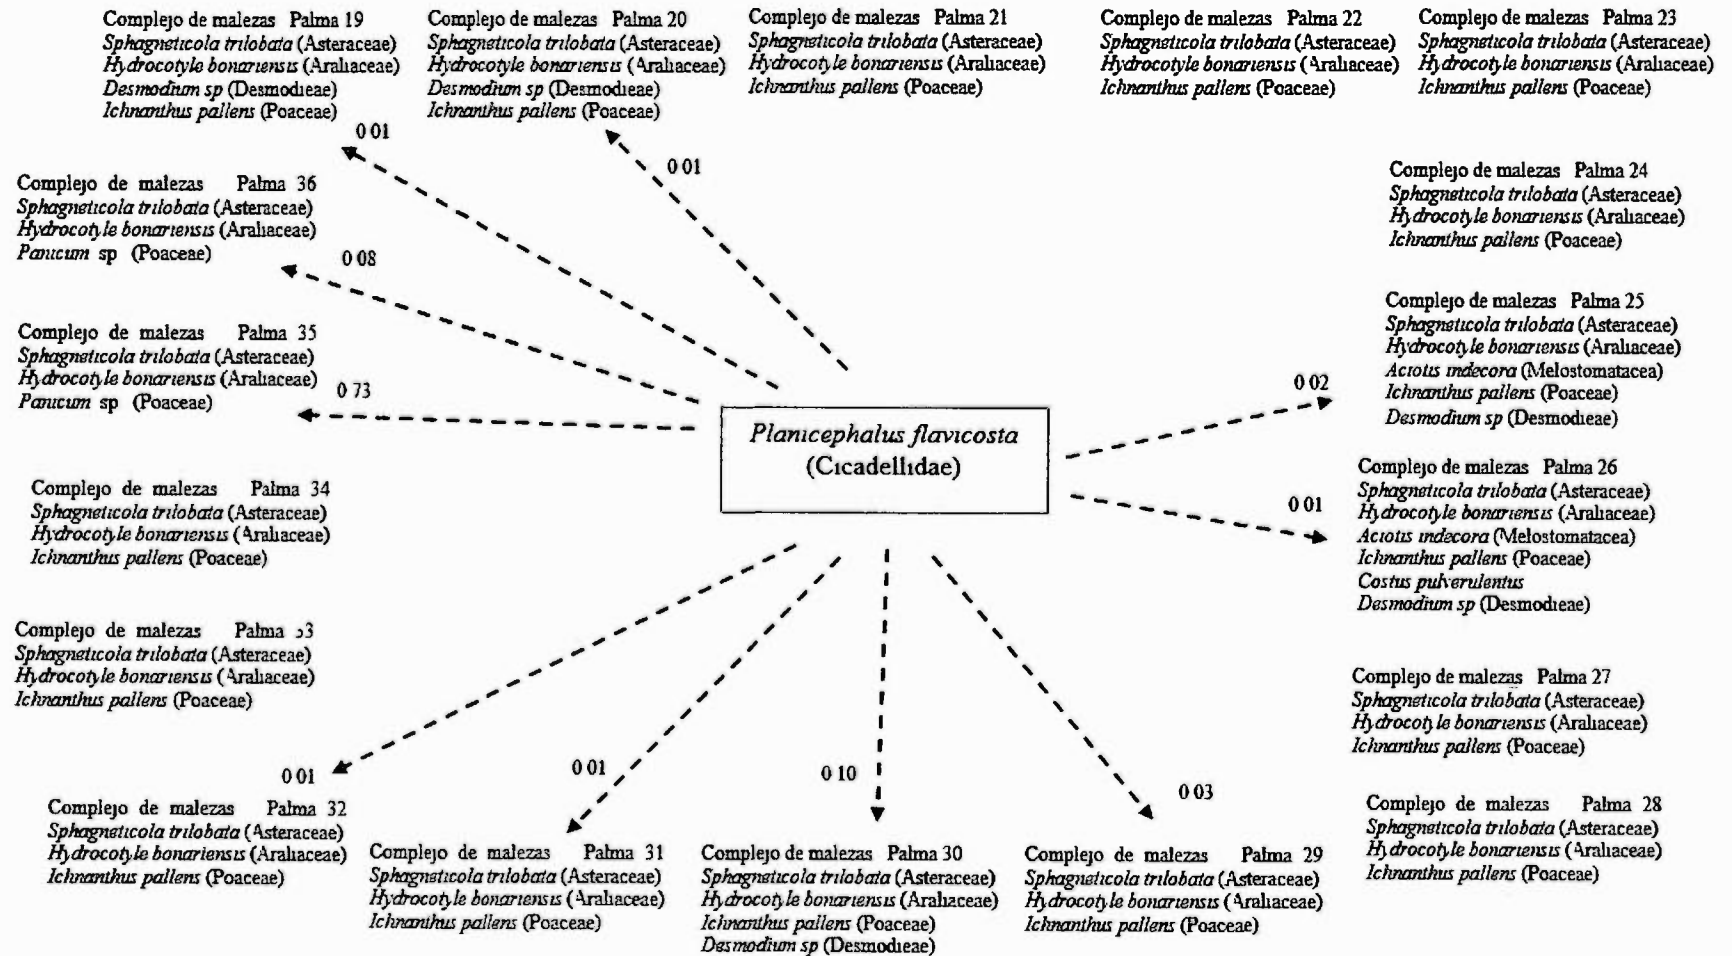 Complejo de malezas Palma 19
Sphagneticola trilobata (Asteraceae)
Hydrocotyle bonariensis (Araliaceae)
Desmodium sp (Desmodieae)
Ichnanthus pallens (Poaceae)
0 01
Complejo de malezas Palma 20
Sphagneticola trilobata (Asteraceae)
Hydrocotyle bonariensis (Araliaceae)
Desmodium sp (Desmodieae)
Ichnanthus pallens (Poaceae)
0 01
Complejo de malezas Palma 21
Sphagneticola trilobata (Asteraceae)
Hydrocotyle bonariensis (Araliaceae)
Ichnanthus pallens (Poaceae)
Complejo de malezas Palma 22
Sphagneticola trilobata (Asteraceae)
Hydrocotyle bonariensis (Araliaceae)
Ichnanthus pallens (Poaceae)
Complejo de malezas Palma 23
Sphagneticola trilobata (Asteraceae)
Hydrocotyle bonariensis (Araliaceae)
Ichnanthus pallens (Poaceae)
Complejo de malezas Palma 24
Sphagneticola trilobata (Asteraceae)
Hydrocotyle bonariensis (Araliaceae)
Ichnanthus pallens (Poaceae)
Complejo de malezas Palma 36
Sphagneticola trilobata (Asteraceae)
Hydrocotyle bonariensis (Araliaceae)
Panicum sp (Poaceae)
0 08
Complejo de malezas Palma 35
Sphagneticola trilobata (Asteraceae)
Hydrocotyle bonariensis (Araliaceae)
Panicum sp (Poaceae)
0 73
Planicephalus flavicosta
(Cicadellidae)
0 02
Complejo de malezas Palma 25
Sphagneticola trilobata (Asteraceae)
Hydrocotyle bonariensis (Araliaceae)
Aciotis indecora (Melostomatacea)
Ichnanthus pallens (Poaceae)
Desmodium sp (Desmodieae)
0 01
Complejo de malezas Palma 26
Sphagneticola trilobata (Asteraceae)
Hydrocotyle bonariensis (Araliaceae)
Aciotis indecora (Melostomatacea)
Ichnanthus pallens (Poaceae)
Costus pulverulentus
Desmodium sp (Desmodieae)
Complejo de malezas Palma 34
Sphagneticola trilobata (Asteraceae)
Hydrocotyle bonariensis (Araliaceae)
Ichnanthus pallens (Poaceae)
Complejo de malezas Palma 33
Sphagneticola trilobata (Asteraceae)
Hydrocotyle bonariensis (Araliaceae)
Ichnanthus pallens (Poaceae)
Complejo de malezas Palma 27
Sphagneticola trilobata (Asteraceae)
Hydrocotyle bonariensis (Araliaceae)
Ichnanthus pallens (Poaceae)
0 01
Complejo de malezas Palma 32
Sphagneticola trilobata (Asteraceae)
Hydrocotyle bonariensis (Araliaceae)
Ichnanthus pallens (Poaceae)
0 01
Complejo de malezas Palma 31
Sphagneticola trilobata (Asteraceae)
Hydrocotyle bonariensis (Araliaceae)
Ichnanthus pallens (Poaceae)
0 10
Complejo de malezas Palma 30
Sphagneticola trilobata (Asteraceae)
Hydrocotyle bonariensis (Araliaceae)
Ichnanthus pallens (Poaceae)
Desmodium sp (Desmodieae)
0 03
Complejo de malezas Palma 29
Sphagneticola trilobata (Asteraceae)
Hydrocotyle bonariensis (Araliaceae)
Ichnanthus pallens (Poaceae)
Complejo de malezas Palma 28
Sphagneticola trilobata (Asteraceae)
Hydrocotyle bonariensis (Araliaceae)
Ichnanthus pallens (Poaceae)